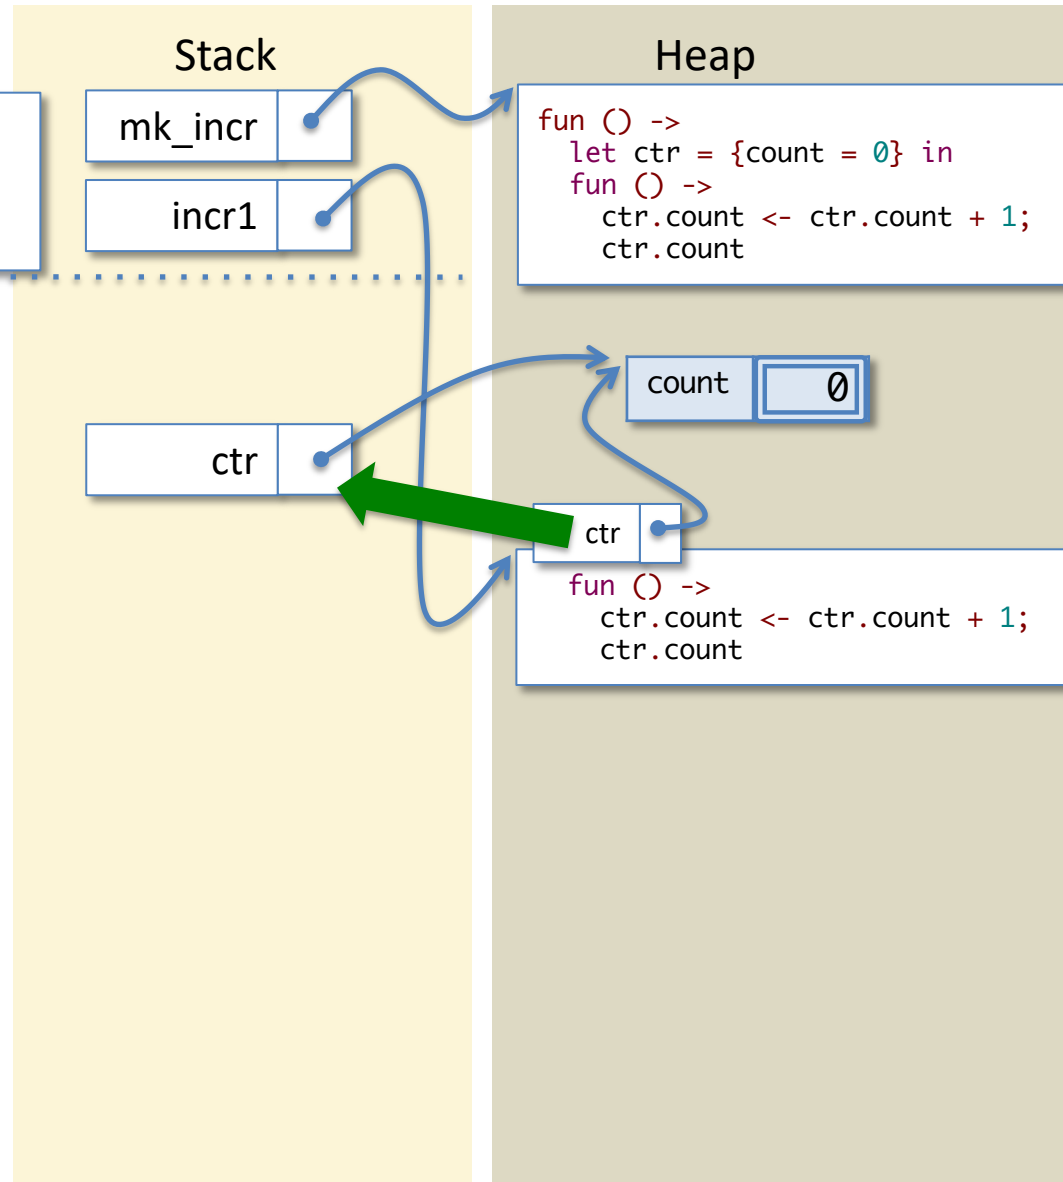 Stack
Heap
mk_incr
incr1
fun () ->
  let ctr = {count = 0} in
  fun () ->
    ctr.count <- ctr.count + 1;
    ctr.count
count 0
ctr
ctr
  fun () ->
    ctr.count <- ctr.count + 1;
    ctr.count